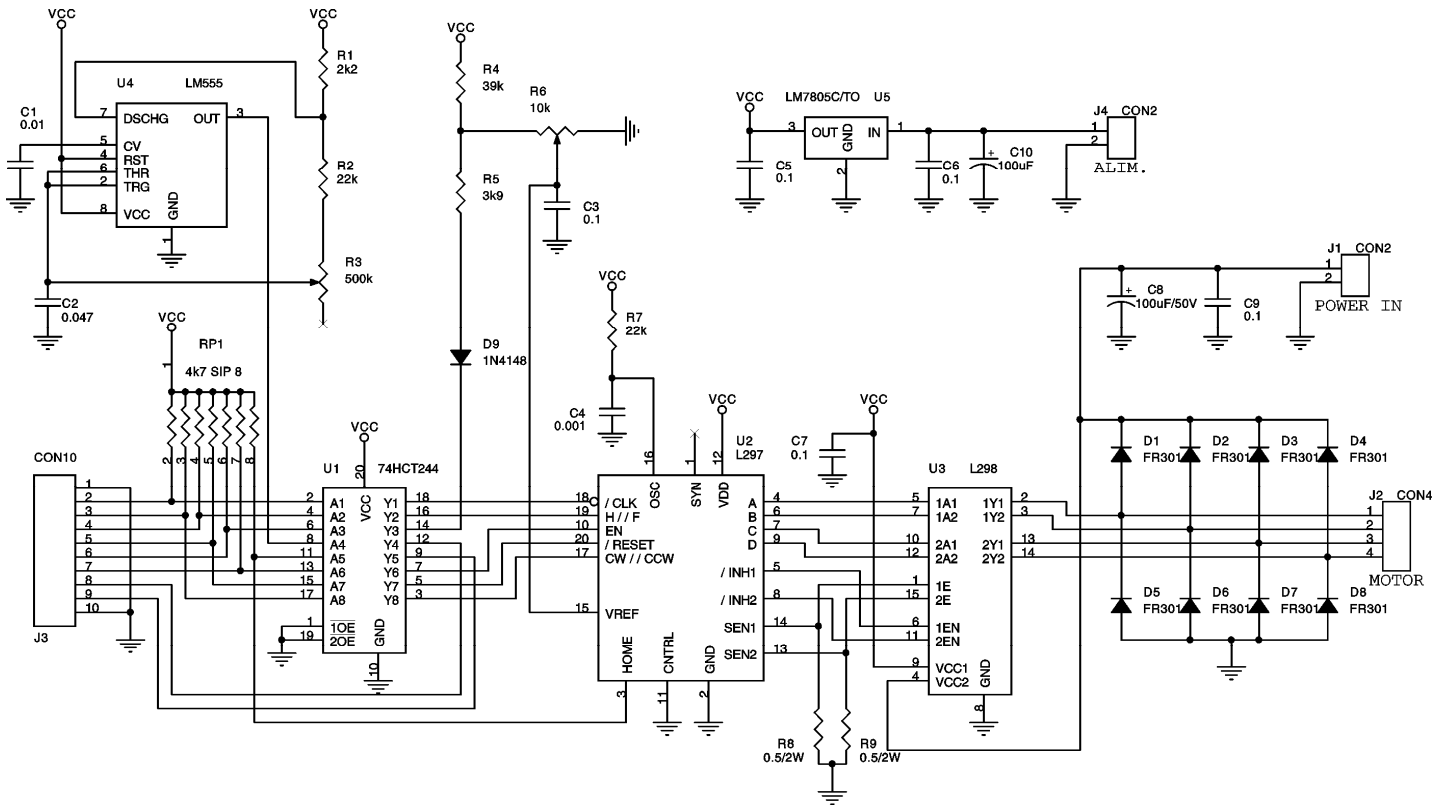 VCC
VCC
R1
2k2
U4
LM555
C1
0.01
7
DSCHG
OUT
3
5
CV
4
RST
6
THR
2
TRG
8
VCC
GND
1
R2
22k
R3
500k
C2
0.047
VCC
R4
39k
R6
10k
R5
3k9
C3
0.1
D9
1N4148
VCC
LM7805C/TO
U5
3
OUT
GND
IN
1
2
C5
0.1
C6
0.1
+
C10
100uF
J4
CON2
1
2
ALIM.
J1
CON2
1
2
POWER IN
+
C8
100uF/50V
C9
0.1
VCC
RP1
1
4k7 SIP 8
2
3
4
5
6
7
8
VCC
R7
22k
C4
0.001
CON10
1
2
3
4
5
6
7
8
9
10
J3
VCC
U1
74HCT244
20
VCC
2
A1
4
A2
6
A3
8
A4
11
A5
13
A6
15
A7
17
A8
1
1OE
19
2OE
GND
10
Y1
18
Y2
16
Y3
14
Y4
12
Y5
9
Y6
7
Y7
5
Y8
3
VCC
U2
L297
16
OSC
1
SYN
12
VDD
18
/ CLK
19
H / / F
10
EN
20
/ RESET
17
CW / / CCW
15
VREF
HOME
3
CNTRL
11
GND
2
A
4
B
6
C
7
D
9
/ INH1
5
/ INH2
8
SEN1
14
SEN2
13
VCC
C7
0.1
U3
L298
5
1A1
7
1A2
10
2A1
12
2A2
1
1E
15
2E
6
1EN
11
2EN
9
VCC1
4
VCC2
GND
8
1Y1
2
1Y2
3
2Y1
13
2Y2
14
R8
0.5/2W
R9
0.5/2W
D1
FR301
D2
FR301
D3
FR301
D4
FR301
J2
CON4
1
2
3
4
MOTOR
D5
FR301
D6
FR301
D7
FR301
D8
FR301